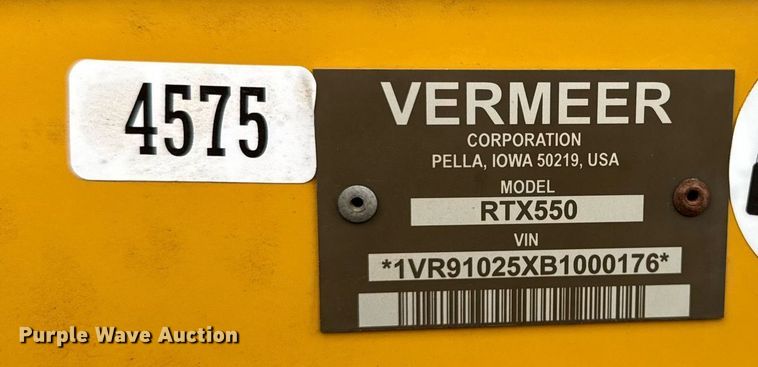 4575
VERMEER
CORPORATION
PELLA, IOWA 50219, USA
MODEL
RTX550
VIN
*1VR91025XB1000176*
Purple Wave Auction